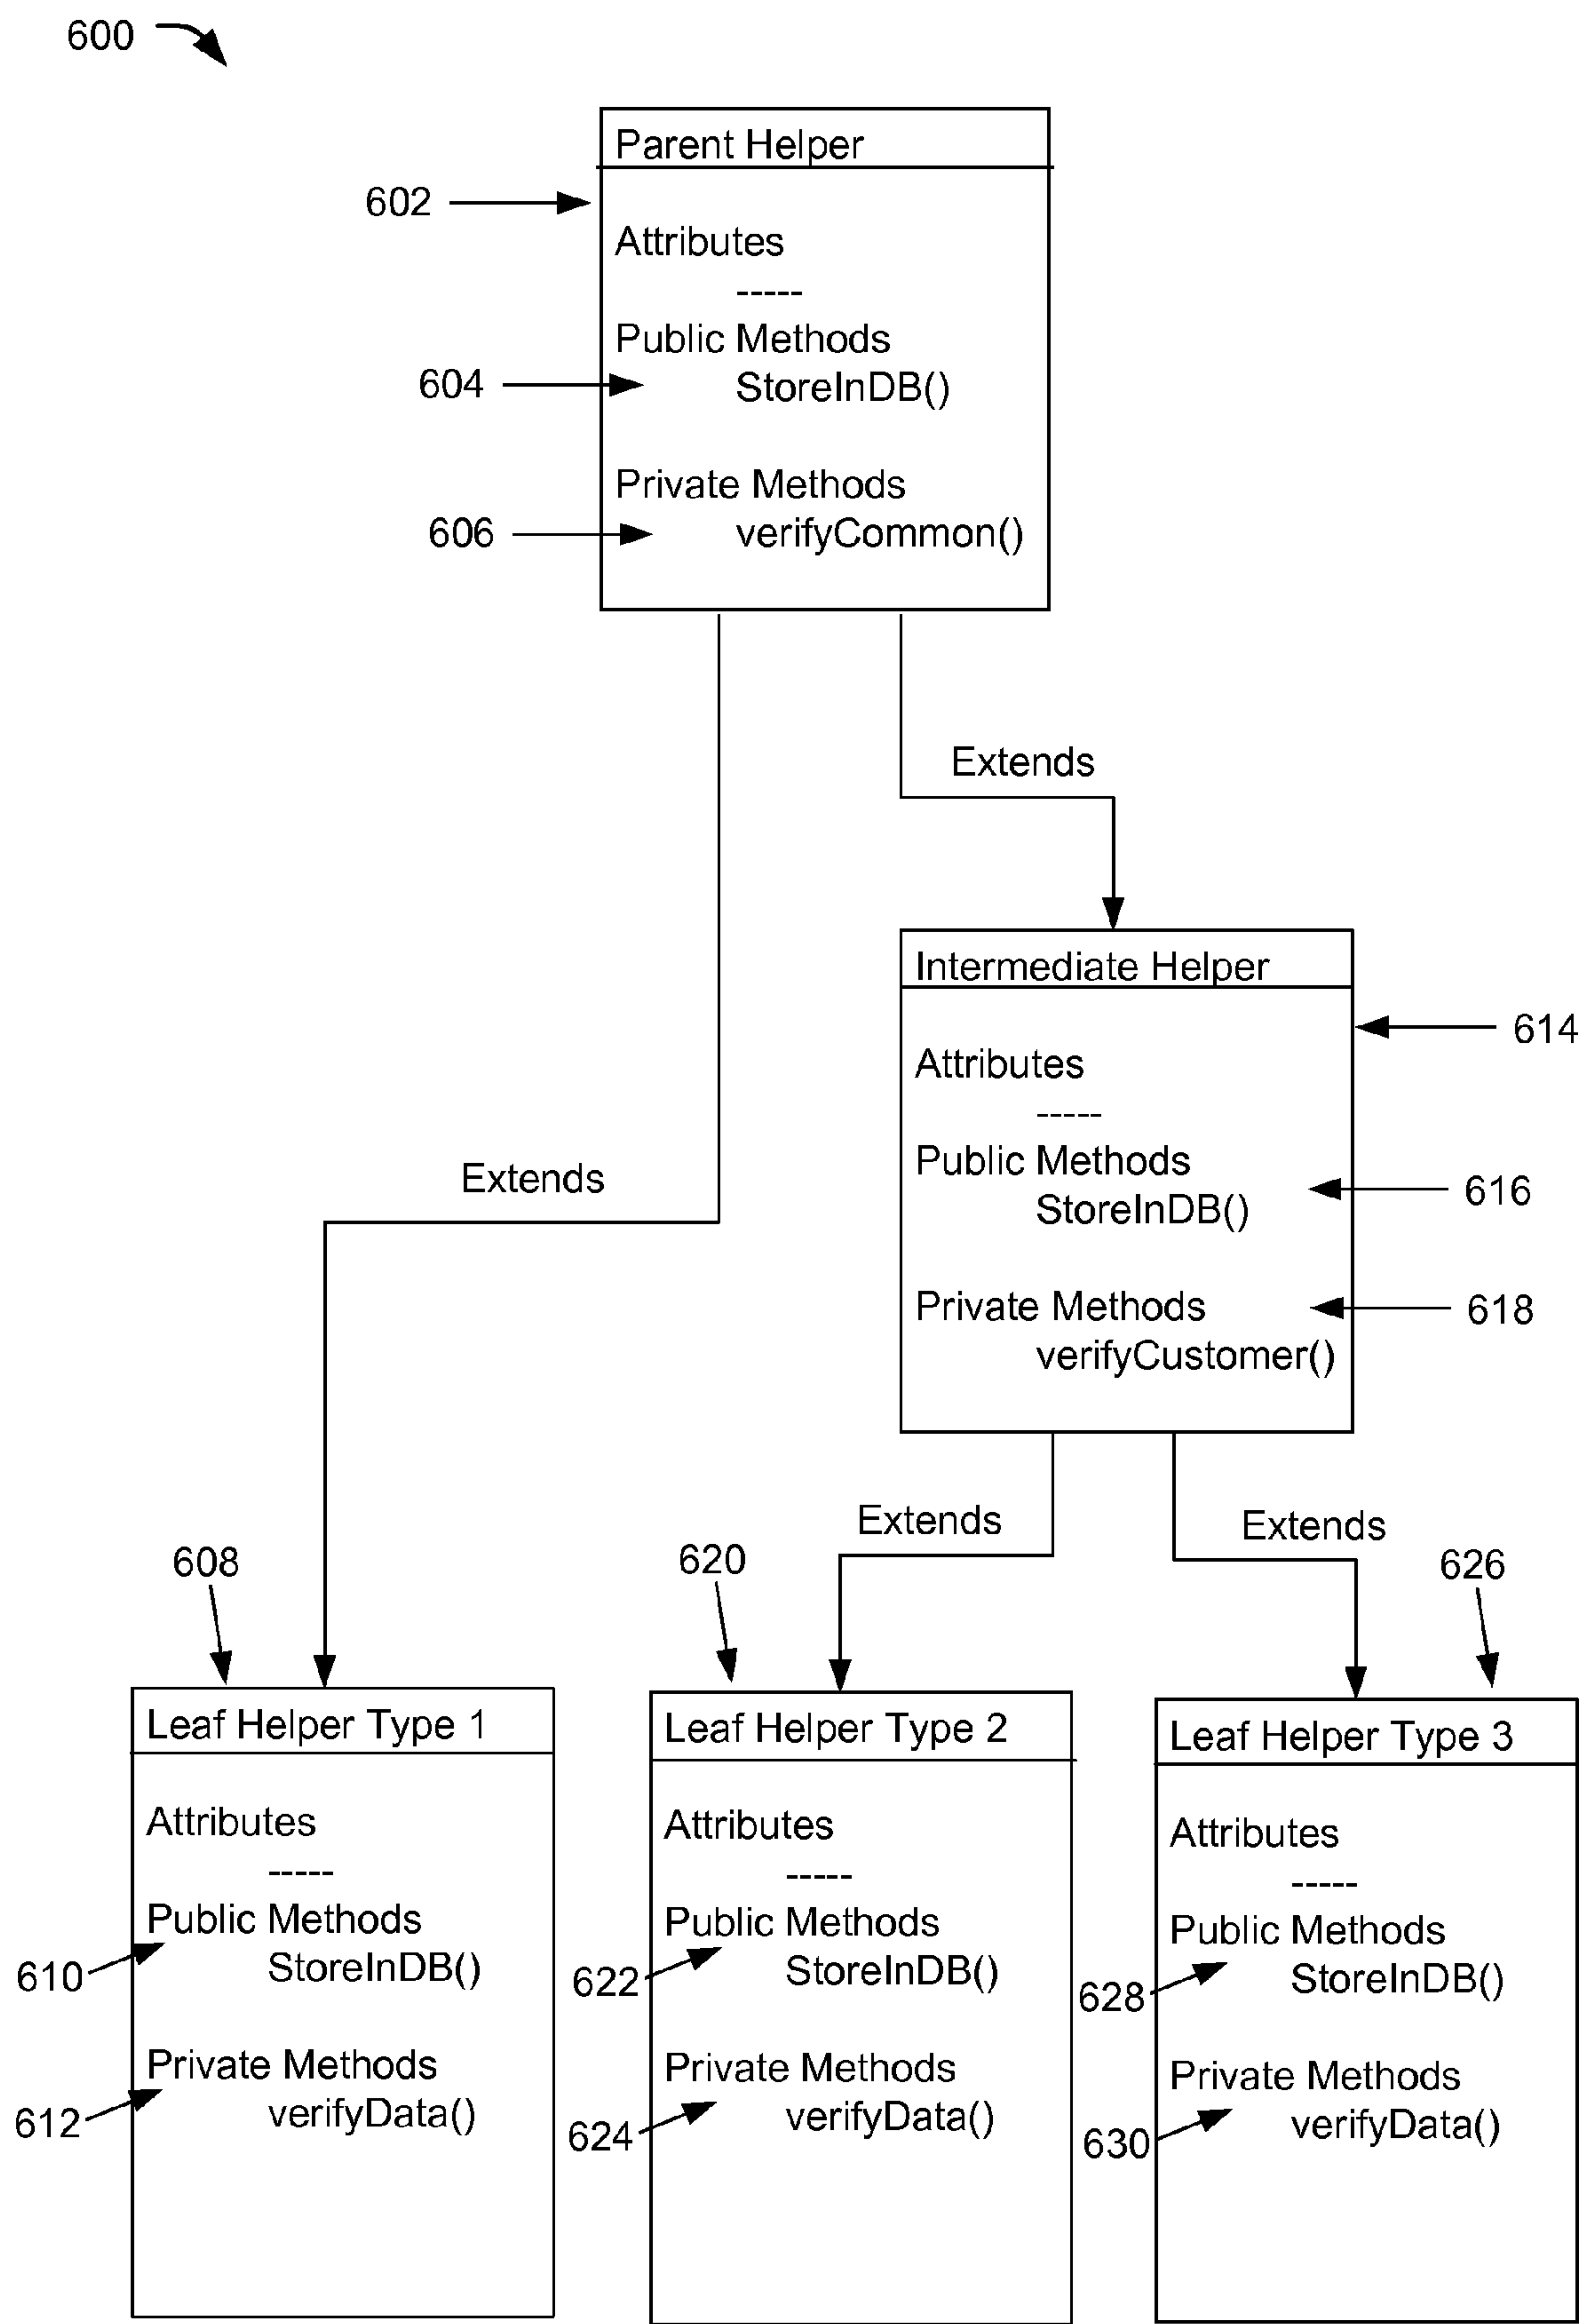 600
Parent Helper
602
Attributes
-----
Public Methods
604
StoreInDB()
Private Methods
606
verifyCommon()
Extends
Intermediate Helper
614
Attributes
-----
Public Methods
616
StoreInDB()
Private Methods
618
verifyCustomer()
Extends
Extends
Extends
608
620
626
Leaf Helper Type 1
Attributes
-----
Public Methods
610
StoreInDB()
Private Methods
612
verifyData()
Leaf Helper Type 2
Attributes
-----
Public Methods
622
StoreInDB()
Private Methods
624
verifyData()
Leaf Helper Type 3
Attributes
-----
Public Methods
628
StoreInDB()
Private Methods
630
verifyData()